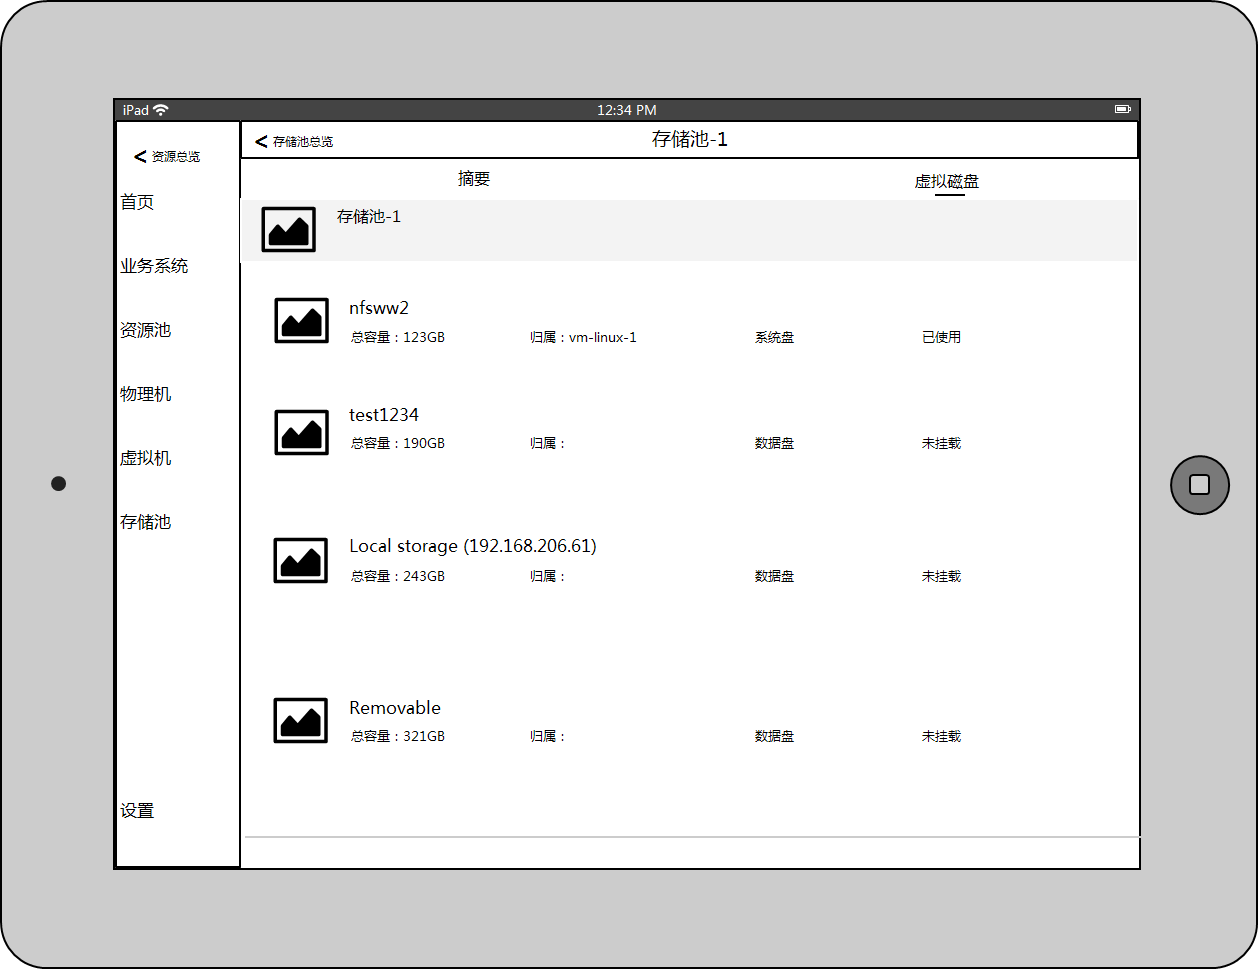 iPad 12:34 PM
< 资源总览
首页
业务系统
资源池
物理机
虚拟机
存储池
设置
< 存储池总览 存储池-1
摘要 虚拟磁盘
存储池-1
nfsww2
总容量：123GB 归属：vm-linux-1 系统盘 已使用
test1234
总容量：190GB 归属： 数据盘 未挂载
Local storage (192.168.206.61)
总容量：243GB 归属： 数据盘 未挂载
Removable
总容量：321GB 归属： 数据盘 未挂载